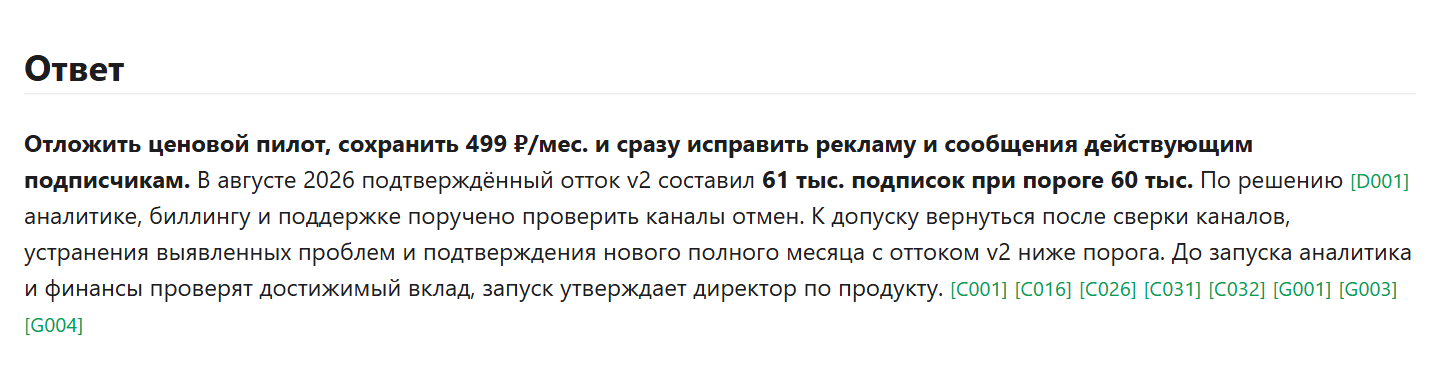 Ответ
Отложить ценовой пилот, сохранить 499 ₽/мес. и сразу исправить рекламу и сообщения действующим
подписчикам. В августе 2026 подтверждённый отток v2 составил 61 тыс. подписок при пороге 60 тыс. По решению [D001]
аналитике, биллингу и поддержке поручено проверить каналы отмен. К допуску вернуться после сверки каналов,
устранения выявленных проблем и подтверждения нового полного месяца с оттоком v2 ниже порога. До запуска аналитика
и финансы проверят достижимый вклад, запуск утверждает директор по продукту. [C001] [C016] [C026] [C031] [C032] [G001] [G003]
[G004]